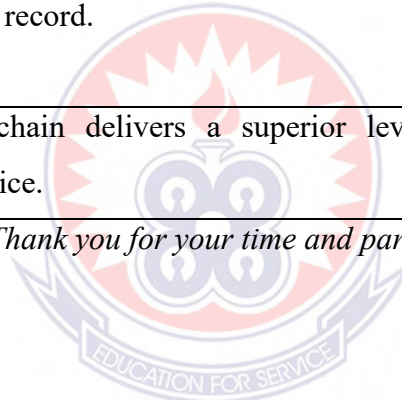 record.
chain delivers a superior lev
ice.
Thank you for your time and par
EDUCATION FOR SERVICE